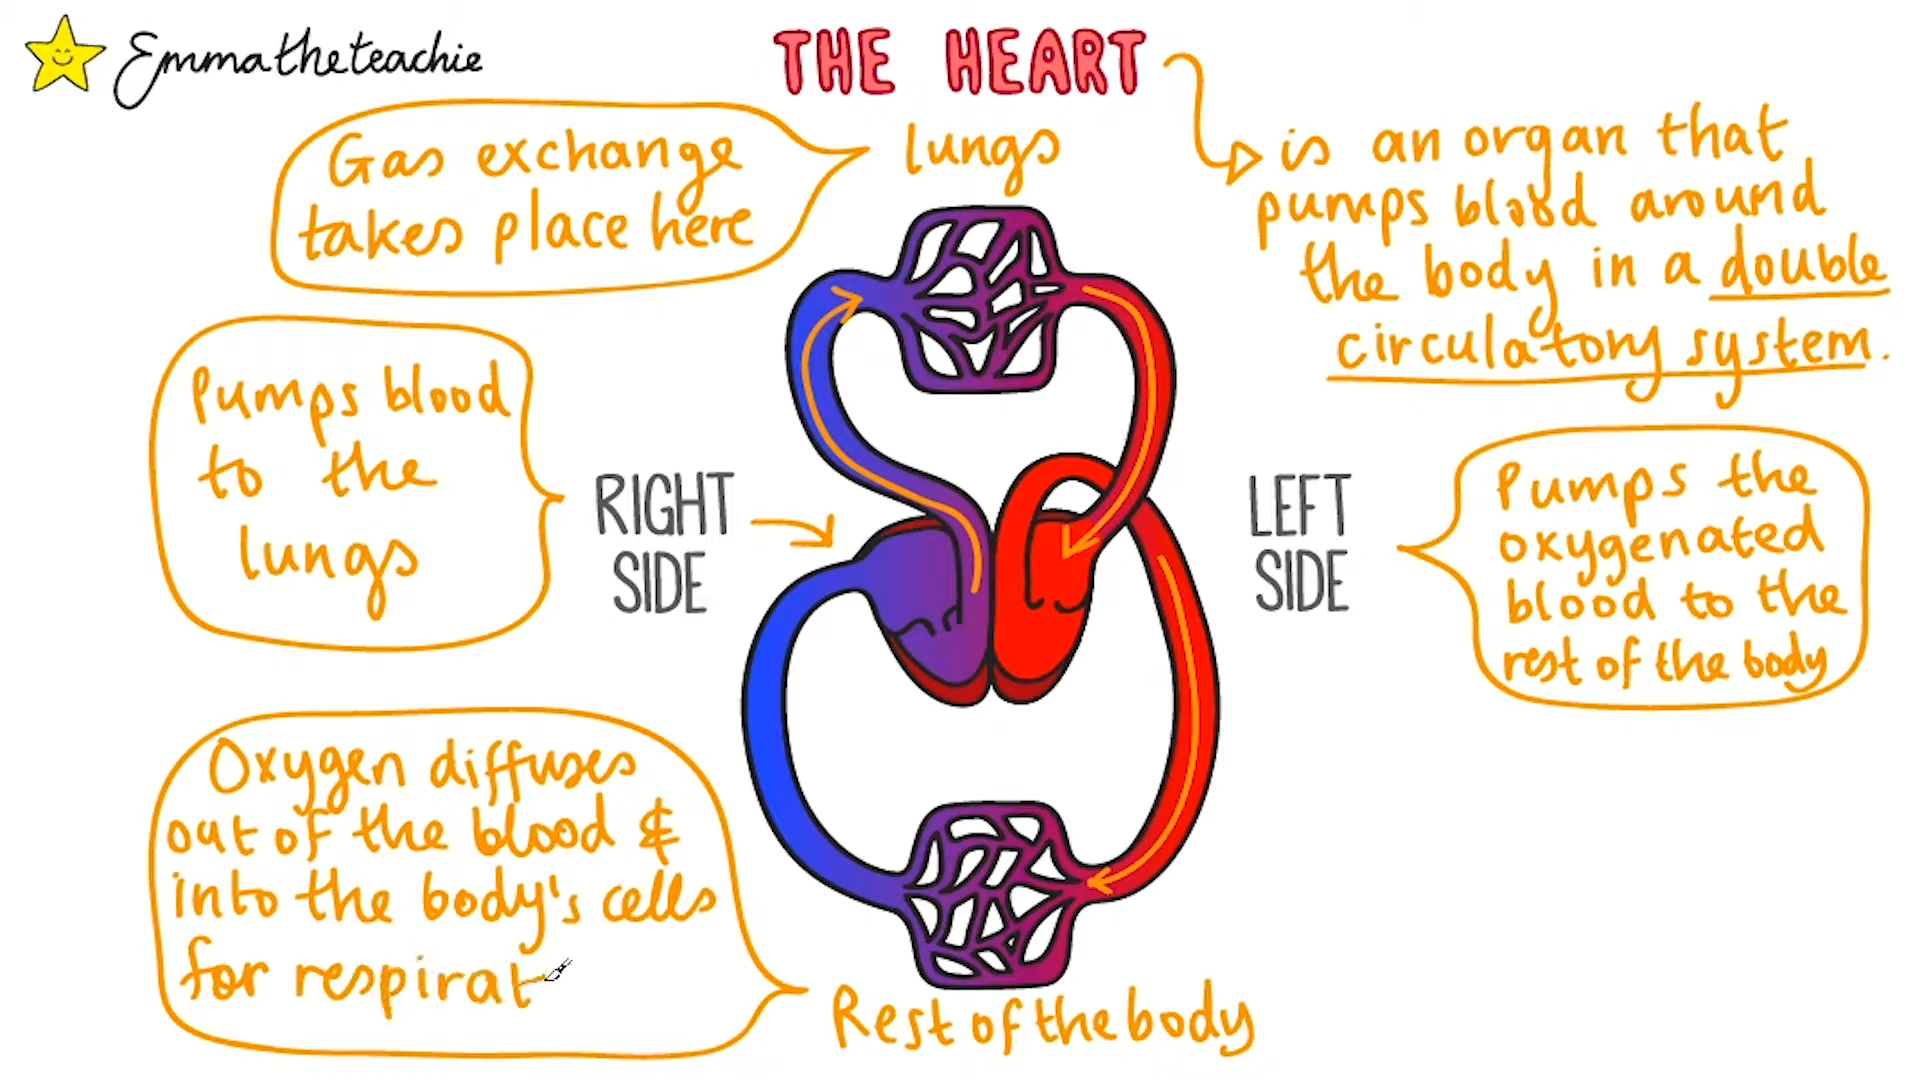 Emmatheteachie
THE HEART
is an organ that
pumps blood around
the body in a double
circulatory system.
Gas exchange
takes place here
lungs
Pumps blood
to the
lungs
RIGHT
SIDE
LEFT
SIDE
Pumps the
oxygenated
blood to the
rest of the body
Oxygen diffuses
out of the blood &
into the body's cells
for respirat
Rest of the body